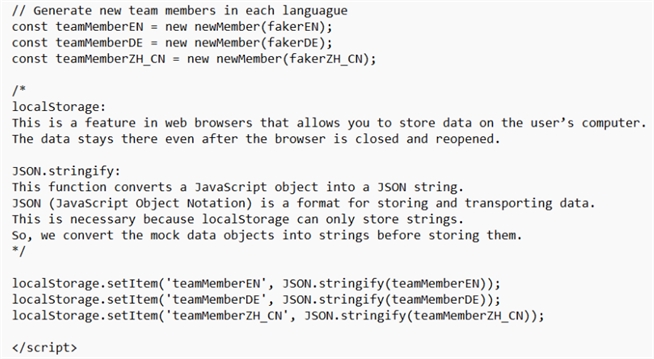 // Generate new team members in each languague
const teamMemberEN = new newMember(fakerEN);
const teamMemberDE = new newMember(fakerDE);
const teamMemberZH_CN = new newMember(fakerZH_CN);
/*
localStorage:
This is a feature in web browsers that allows you to store data on the user’s computer.
The data stays there even after the browser is closed and reopened.
JSON.stringify:
This function converts a JavaScript object into a JSON string.
JSON (JavaScript Object Notation) is a format for storing and transporting data.
This is necessary because localStorage can only store strings.
So, we convert the mock data objects into strings before storing them.
*/
localStorage.setItem('teamMemberEN', JSON.stringify(teamMemberEN));
localStorage.setItem('teamMemberDE', JSON.stringify(teamMemberDE));
localStorage.setItem('teamMemberZH_CN', JSON.stringify(teamMemberZH_CN));
</script>